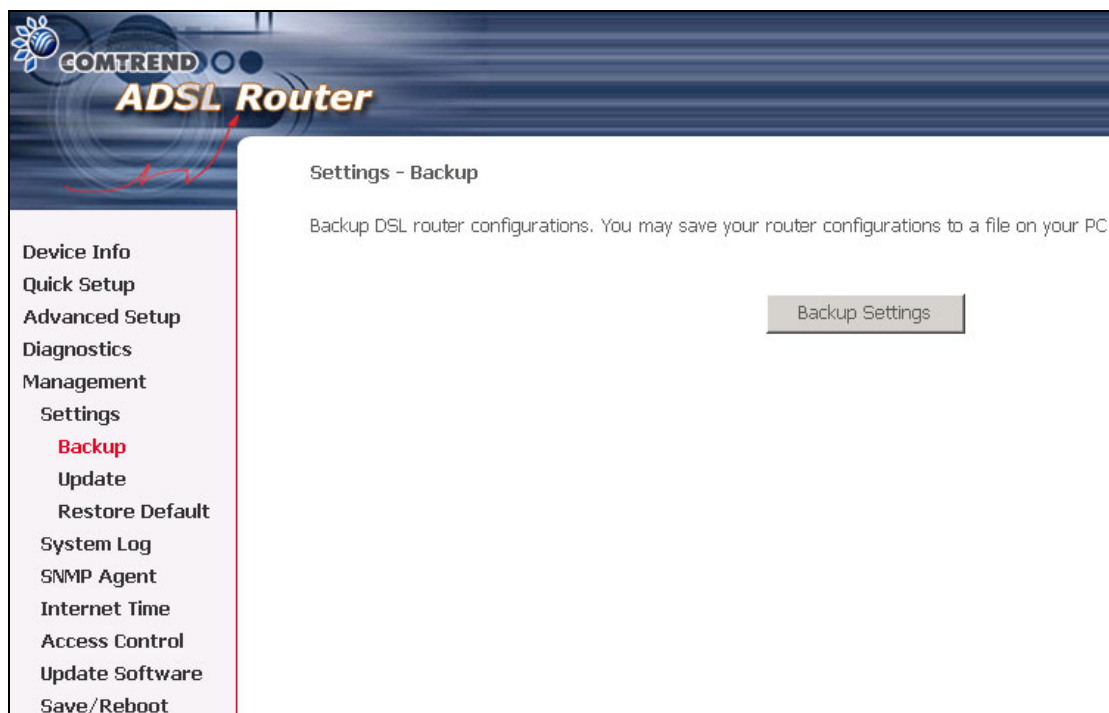 COMTREND
ADSL Router
Settings - Backup
Backup DSL router configurations. You may save your router configurations to a file on your PC
Backup Settings
Device Info
Quick Setup
Advanced Setup
Diagnostics
Management
Settings
Backup
Update
Restore Default
System Log
SNMP Agent
Internet Time
Access Control
Update Software
Save/Reboot